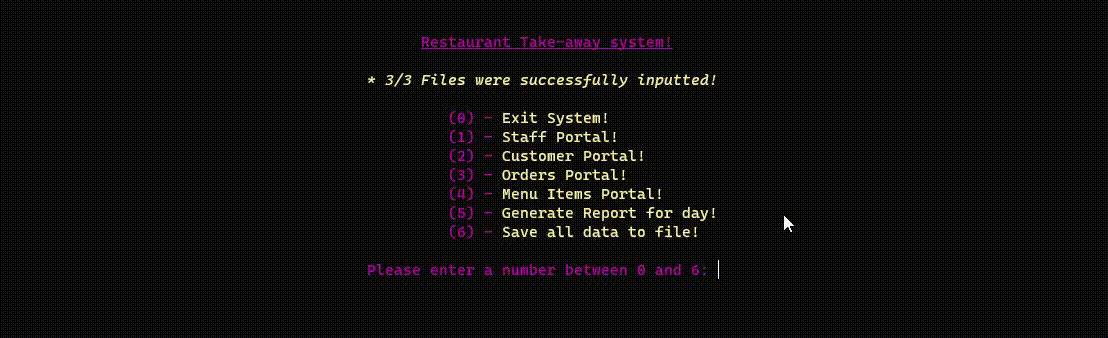 Restaurant Take-away system!
* 3/3 Files were successfully inputted!
(0) - Exit System!
(1) - Staff Portal!
(2) - Customer Portal!
(3) - Orders Portal!
(4) - Menu Items Portal!
(5) - Generate Report for day!
(6) - Save all data to file!
Please enter a number between 0 and 6: